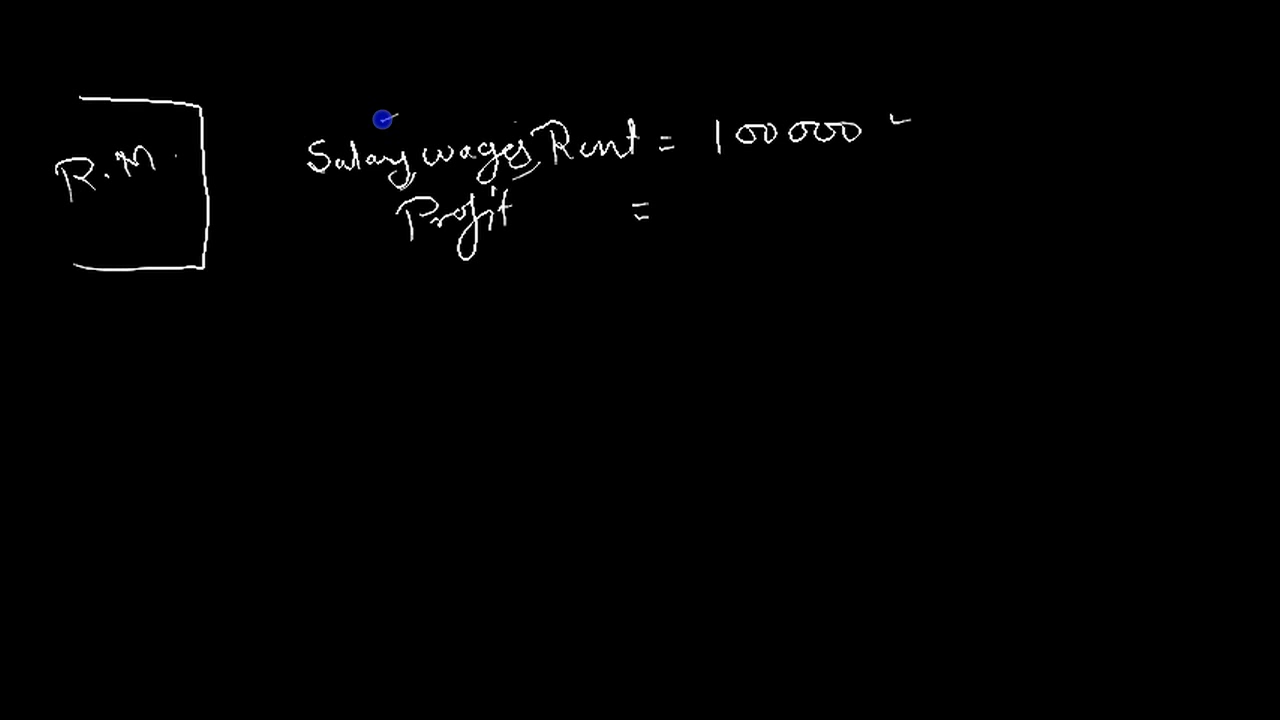 R.M.
Salary, wages, Rent = 100000
Profit =